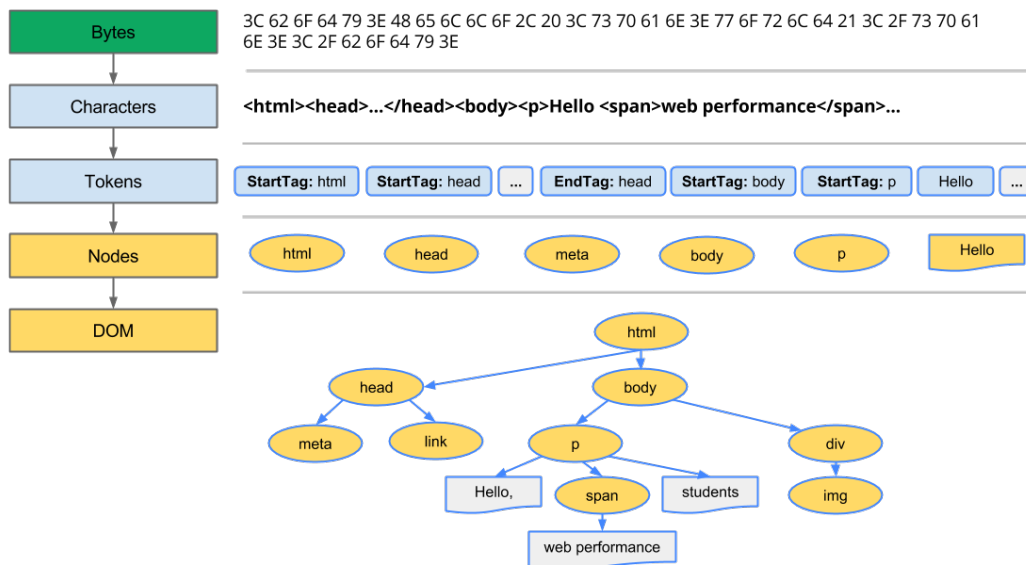 Bytes
3C 62 6F 64 79 3E 48 65 6C 6C 6F 2C 20 3C 73 70 61 6E 3E 77 6F 72 6C 64 21 3C 2F 73 70 61
6E 3E 3C 2F 62 6F 64 79 3E
Characters
<html><head>...</head><body><p>Hello <span>web performance</span>...
Tokens
StartTag: html
StartTag: head
...
EndTag: head
StartTag: body
StartTag: p
Hello
...
Nodes
html
head
meta
body
p
Hello
DOM
html
head
body
meta
link
p
div
Hello,
span
students
img
web performance